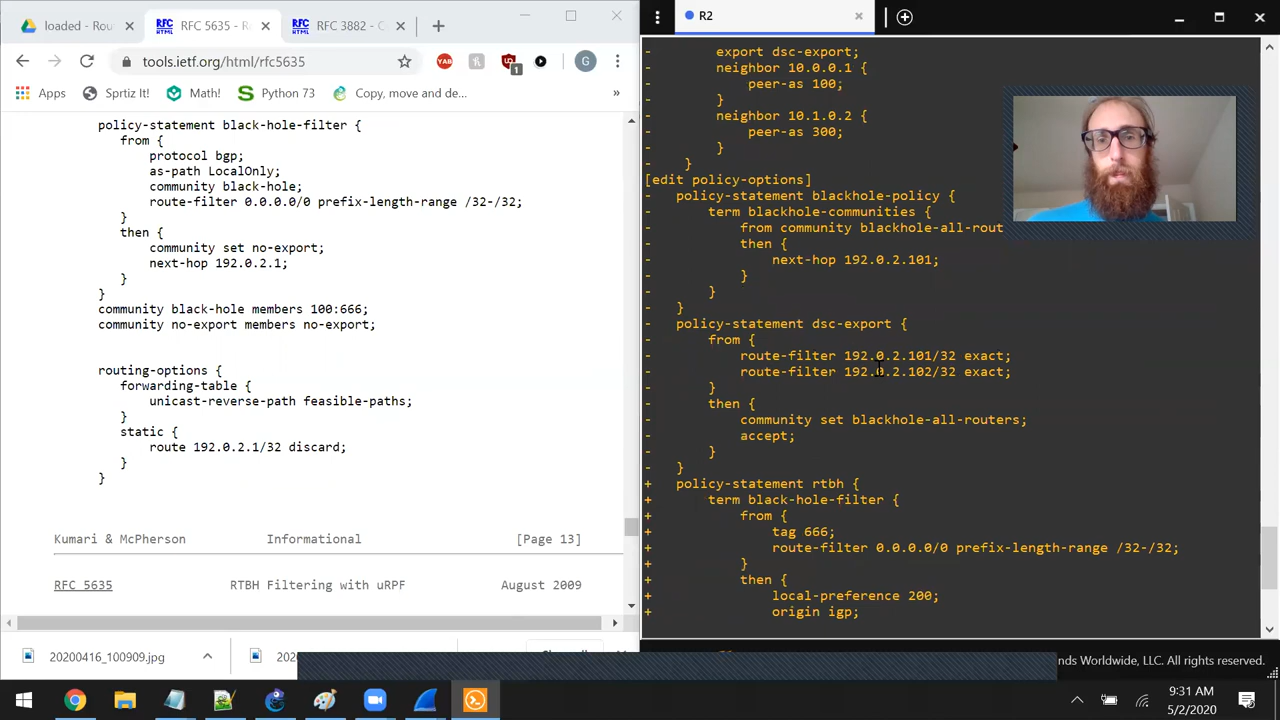 loaded - Rou
RFC 5635 - R
RFC 3882 - C
tools.ietf.org/html/rfc5635
YAB
1
G
Apps
Sprtiz It!
Math!
Python 73
Copy, move and de...
»
policy-statement black-hole-filter {
from {
protocol bgp;
as-path LocalOnly;
community black-hole;
route-filter 0.0.0.0/0 prefix-length-range /32-/32;
}
then {
community set no-export;
next-hop 192.0.2.1;
}
}
community black-hole members 100:666;
community no-export members no-export;
routing-options {
forwarding-table {
unicast-reverse-path feasible-paths;
}
static {
route 192.0.2.1/32 discard;
}
}
Kumari & McPherson Informational [Page 13]
RFC 5635 RTBH Filtering with uRPF August 2009
20200416_100909.jpg
R2
- export dsc-export;
- neighbor 10.0.0.1 {
- peer-as 100;
- }
- neighbor 10.1.0.2 {
- peer-as 300;
- }
- }
[edit policy-options]
- policy-statement blackhole-policy {
- term blackhole-communities {
- from community blackhole-all-rout
- then {
- next-hop 192.0.2.101;
- }
- }
- }
- policy-statement dsc-export {
- from {
- route-filter 192.0.2.101/32 exact;
- route-filter 192.0.2.102/32 exact;
- }
- then {
- community set blackhole-all-routers;
- accept;
- }
- }
+ policy-statement rtbh {
+ term black-hole-filter {
+ from {
+ tag 666;
+ route-filter 0.0.0.0/0 prefix-length-range /32-/32;
+ }
+ then {
+ local-preference 200;
+ origin igp;
nds Worldwide, LLC. All rights reserved.
9:31 AM
5/2/2020